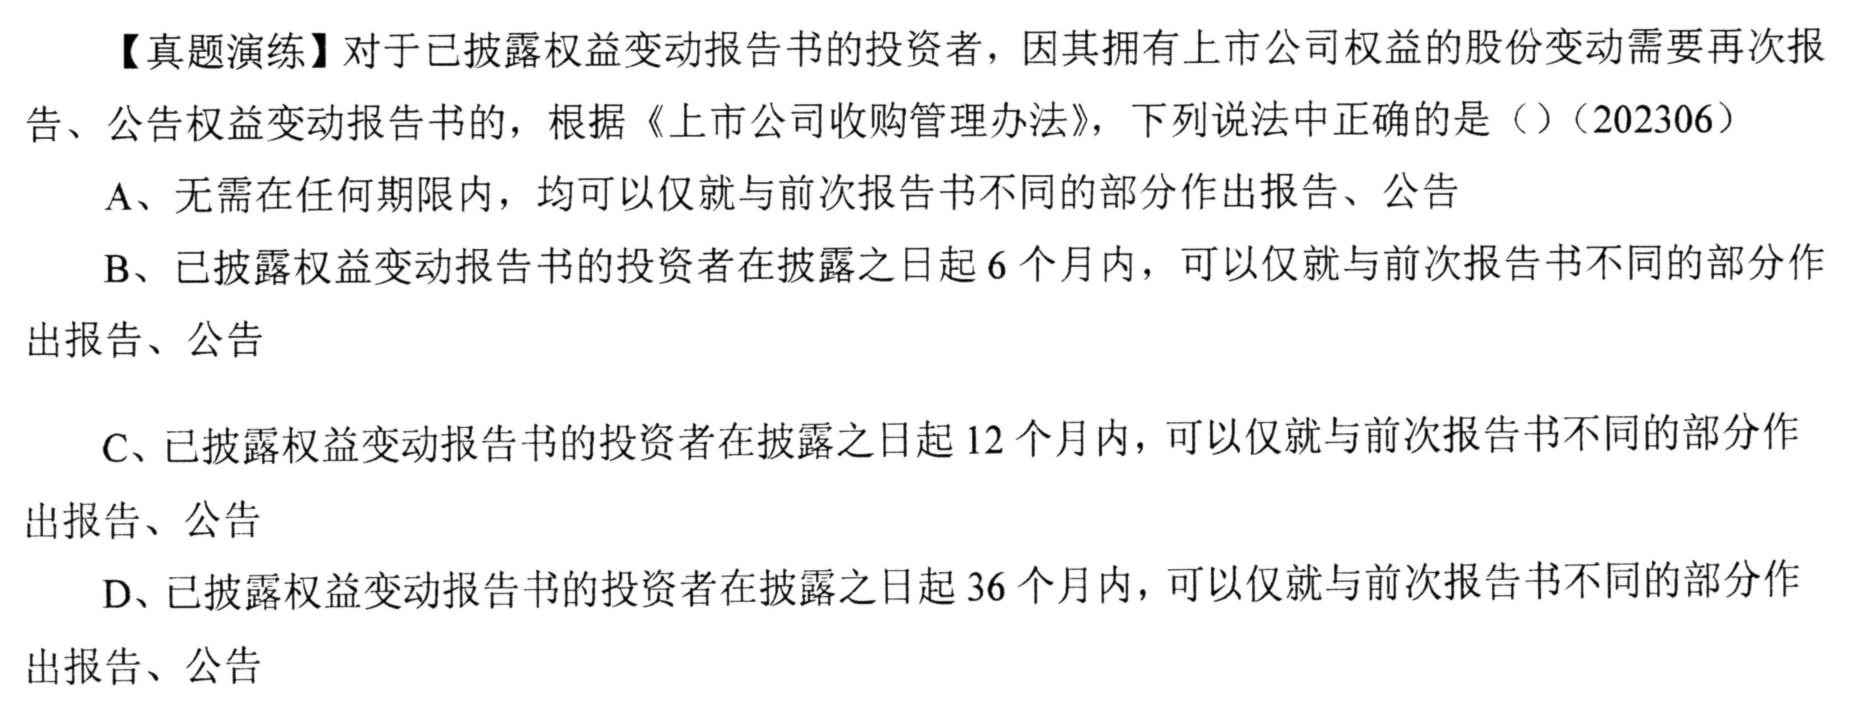 【真题演练】对于已披露权益变动报告书的投资者，因其拥有上市公司权益的股份变动需要再次报
告、公告权益变动报告书的，根据《上市公司收购管理办法》，下列说法中正确的是（）（202306）
A、无需在任何期限内，均可以仅就与前次报告书不同的部分作出报告、公告
B、已披露权益变动报告书的投资者在披露之日起 6 个月内，可以仅就与前次报告书不同的部分作
出报告、公告
C、已披露权益变动报告书的投资者在披露之日起 12 个月内，可以仅就与前次报告书不同的部分作
出报告、公告
D、已披露权益变动报告书的投资者在披露之日起 36 个月内，可以仅就与前次报告书不同的部分作
出报告、公告